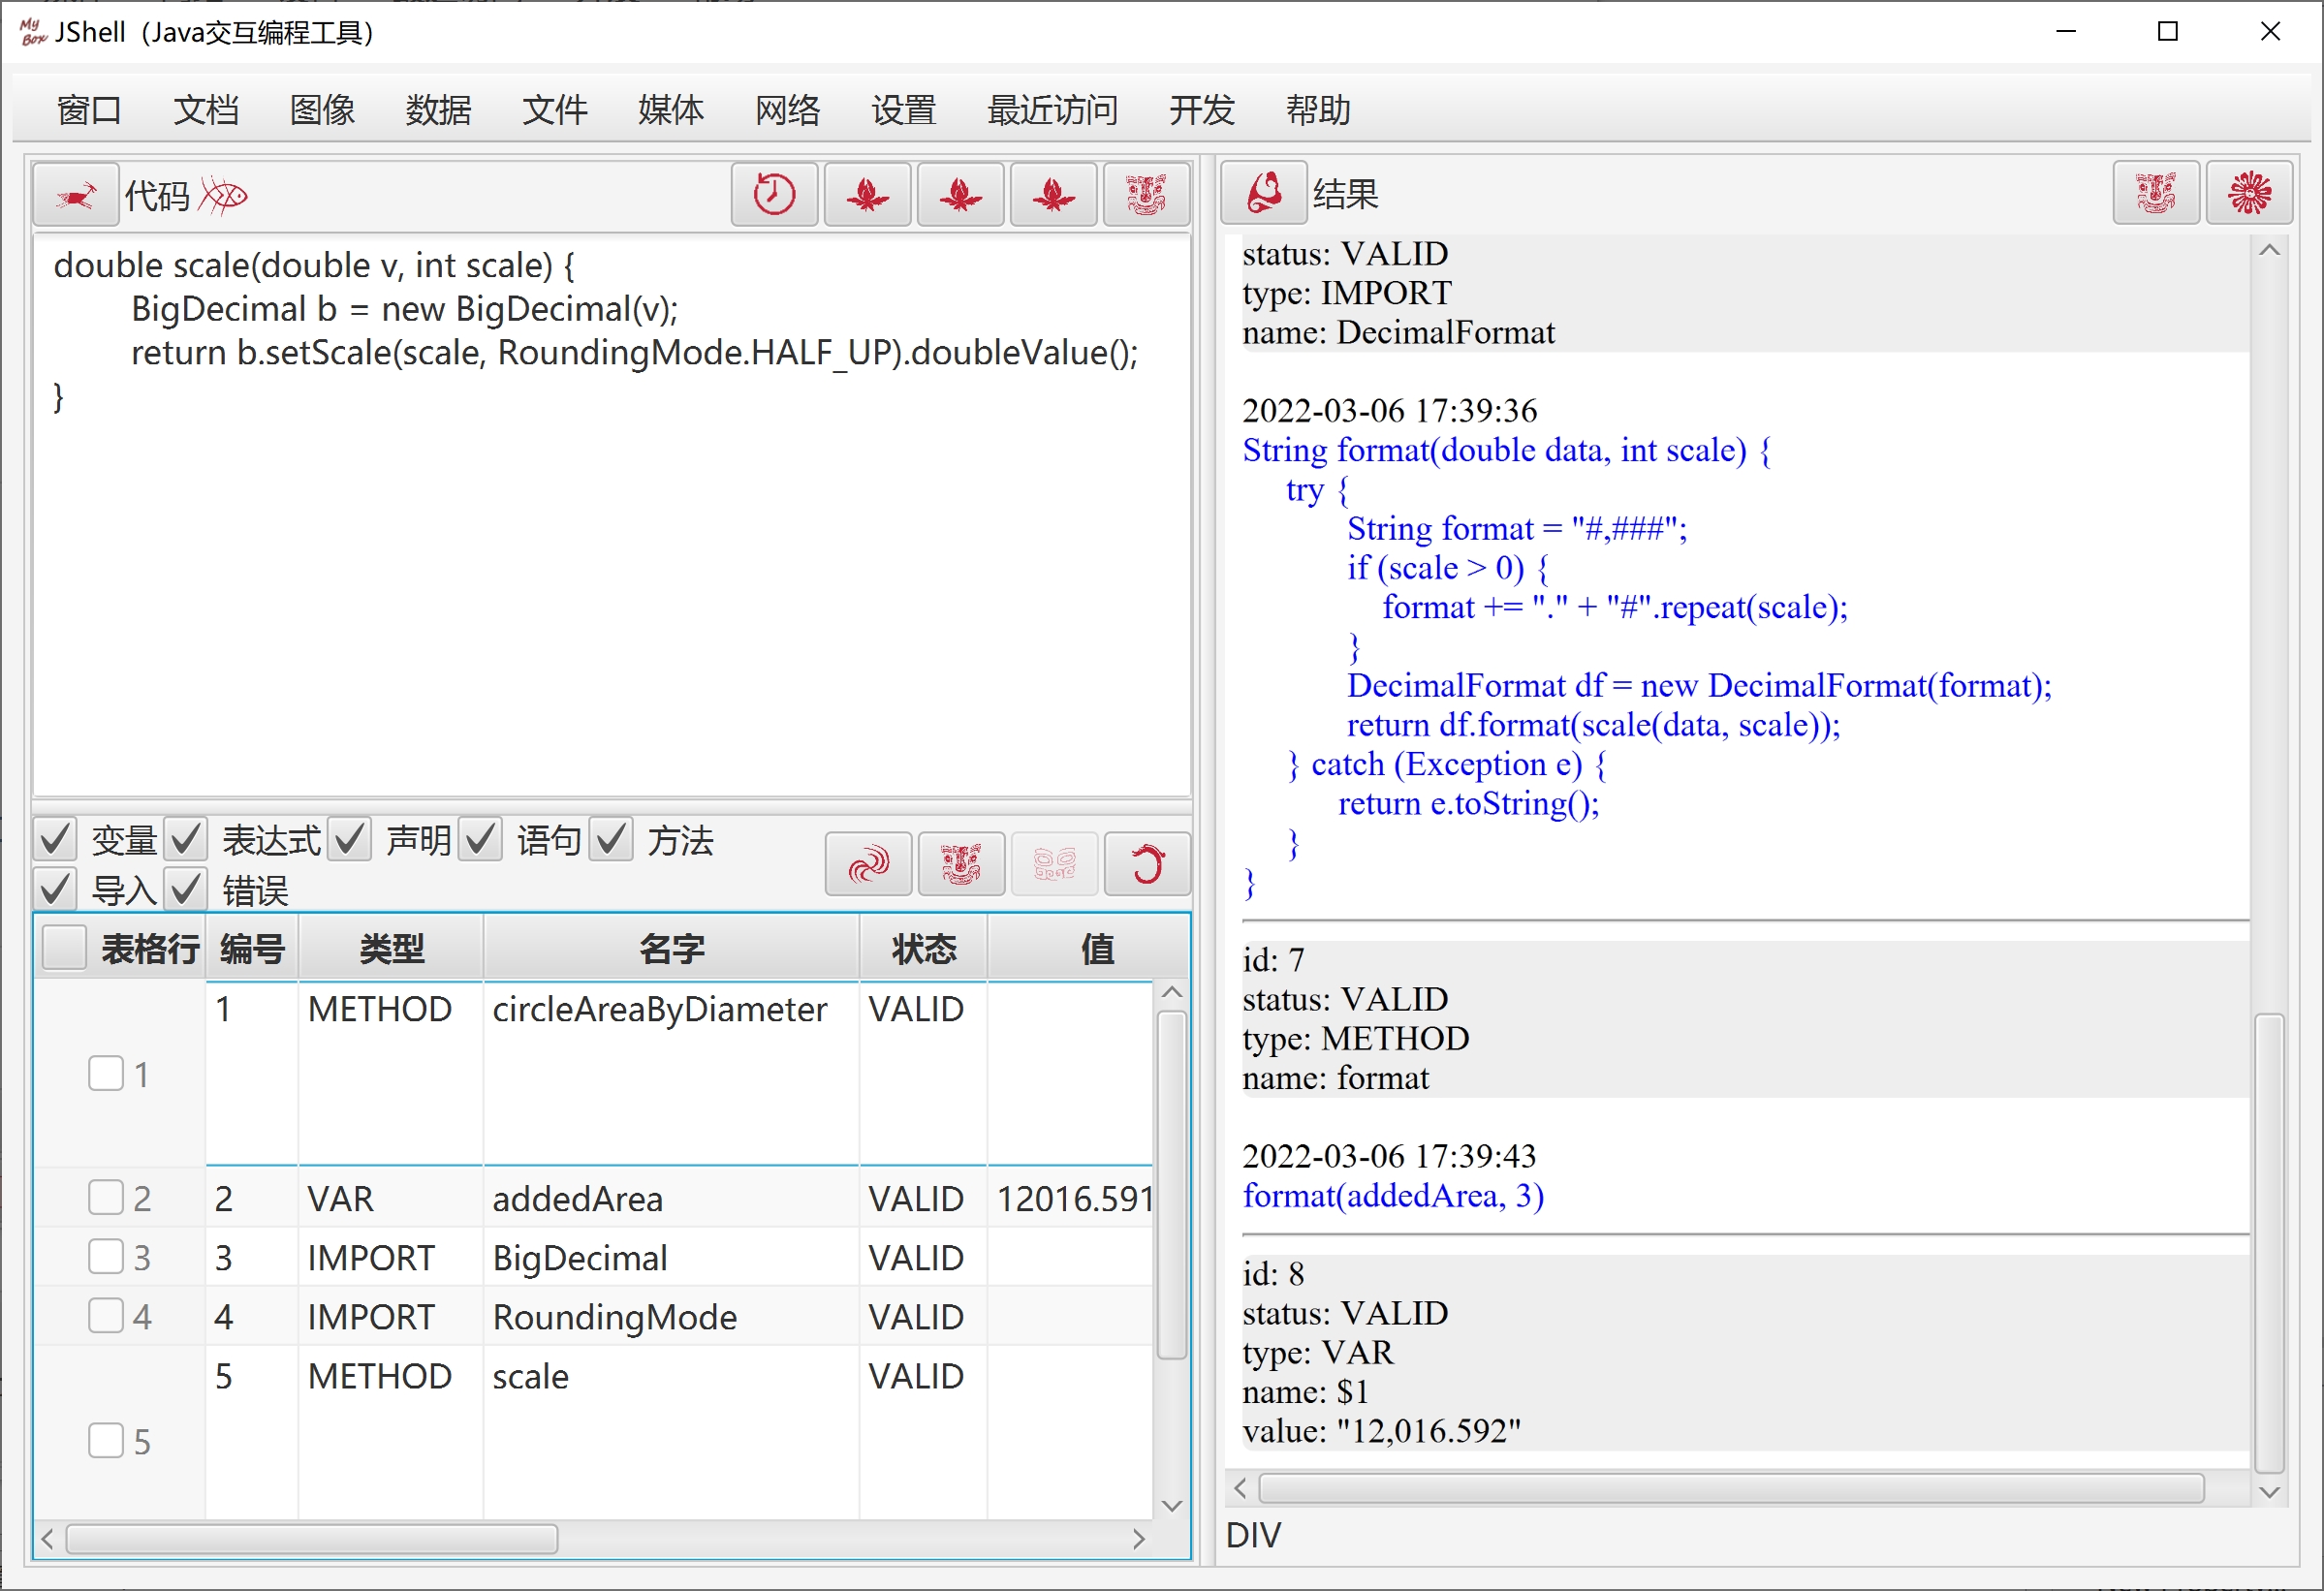 My Box JShell（Java交互编程工具）
窗口 文档 图像 数据 文件 媒体 网络 设置 最近访问 开发 帮助
代码
double scale(double v, int scale) {
BigDecimal b = new BigDecimal(v);
return b.setScale(scale, RoundingMode.HALF_UP).doubleValue();
}
变量 表达式 声明 语句 方法
导入 错误
表格行 编号 类型 名字 状态 值
1 1 METHOD circleAreaByDiameter VALID
2 2 VAR addedArea VALID 12016.591
3 3 IMPORT BigDecimal VALID
4 4 IMPORT RoundingMode VALID
5 5 METHOD scale VALID
结果
status: VALID
type: IMPORT
name: DecimalFormat
2022-03-06 17:39:36
String format(double data, int scale) {
try {
String format = "#,###";
if (scale > 0) {
format += "." + "#".repeat(scale);
}
DecimalFormat df = new DecimalFormat(format);
return df.format(scale(data, scale));
} catch (Exception e) {
return e.toString();
}
}
id: 7
status: VALID
type: METHOD
name: format
2022-03-06 17:39:43
format(addedArea, 3)
id: 8
status: VALID
type: VAR
name: $1
value: "12,016.592"
DIV